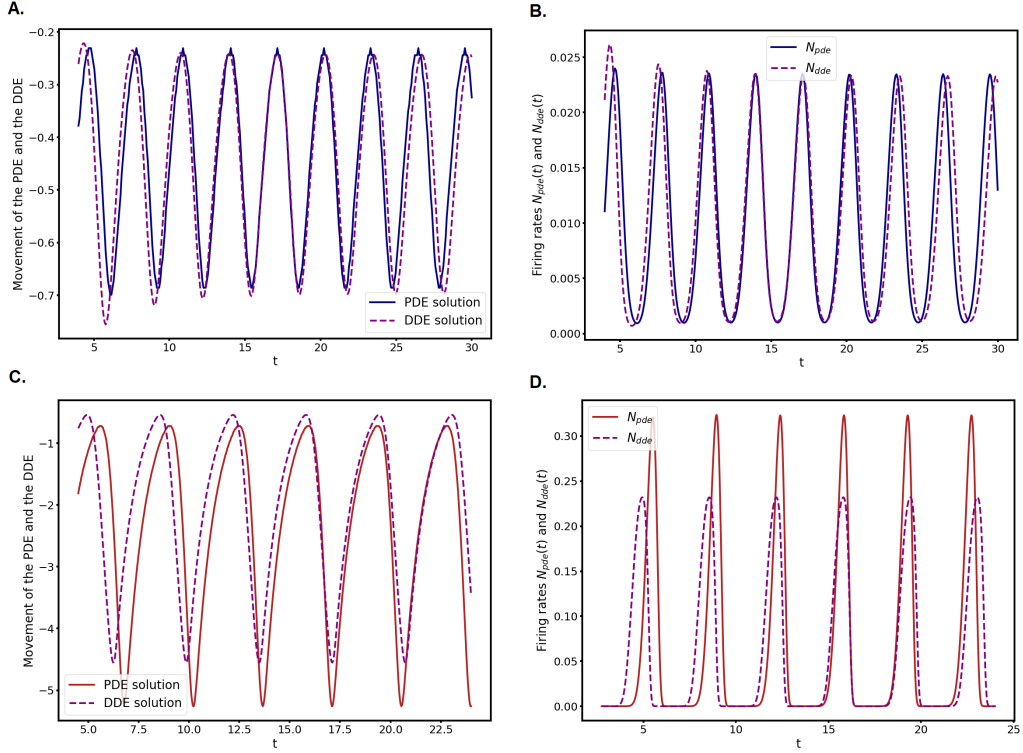 A.
Movement of the PDE and the DDE
−0.2
−0.3
−0.4
−0.5
−0.6
−0.7
PDE solution
DDE solution
5
10
15
20
25
30
t
B.
Firing rates N_pde(t) and N_dde(t)
0.025
0.020
0.015
0.010
0.005
0.000
N_pde
N_dde
5
10
15
20
25
30
t
C.
Movement of the PDE and the DDE
−1
−2
−3
−4
−5
PDE solution
DDE solution
5.0
7.5
10.0
12.5
15.0
17.5
20.0
22.5
t
D.
Firing rates N_pde(t) and N_dde(t)
0.30
0.25
0.20
0.15
0.10
0.05
0.00
N_pde
N_dde
5
10
15
20
25
t